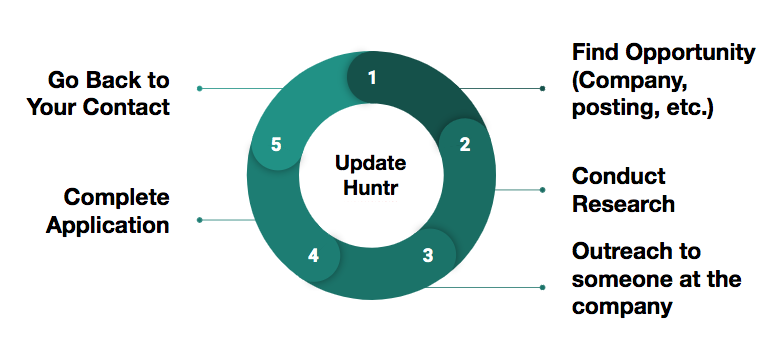 1
Find Opportunity
(Company,
posting, etc.)
2
Conduct
Research
3
Outreach to
someone at the
company
4
Complete
Application
5
Go Back to
Your Contact
Update
Huntr